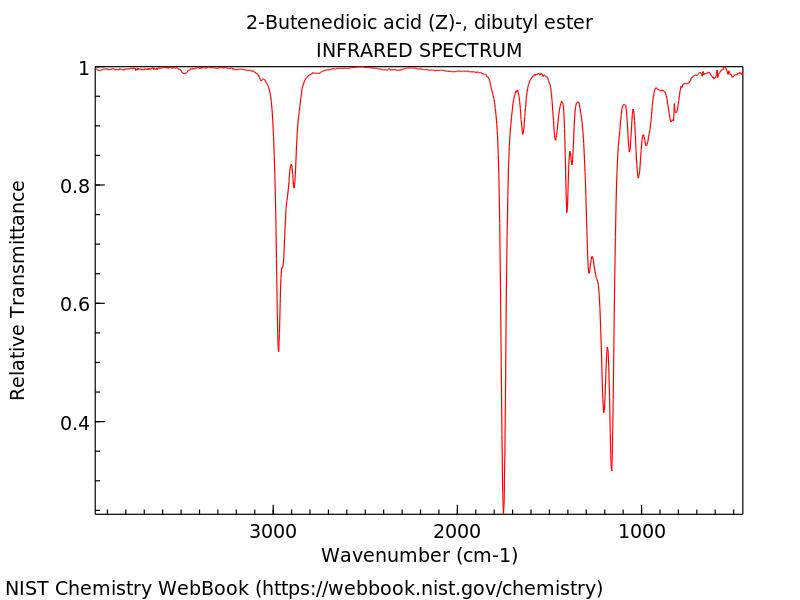 2-Butenedioic acid (Z)-, dibutyl ester
INFRARED SPECTRUM
1
0.8
0.6
0.4
Relative Transmittance
3000 2000 1000
Wavenumber (cm-1)
NIST Chemistry WebBook (https://webbook.nist.gov/chemistry)